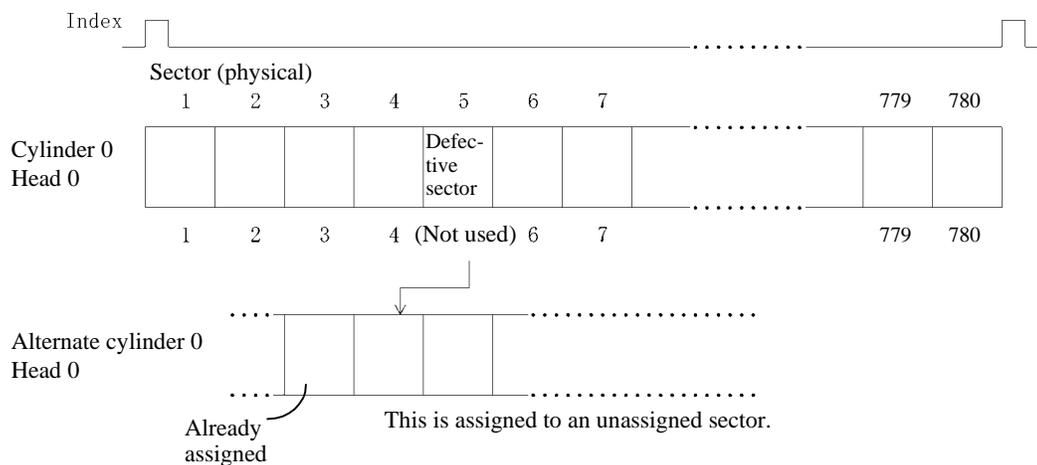 Index
Sector (physical)
1 2 3 4 5 6 7 779 780
Cylinder 0
Head 0
Defec-
tive
sector
1 2 3 4 (Not used) 6 7 779 780
Alternate cylinder 0
Head 0
Already
assigned
This is assigned to an unassigned sector.